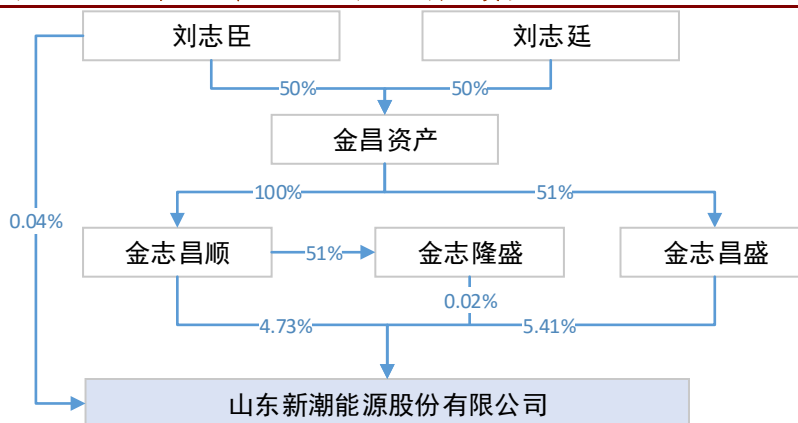 刘志臣
刘志廷
50%
50%
金昌资产
100%
51%
0.04%
金志昌顺
51%
金志隆盛
金志昌盛
0.02%
4.73%
5.41%
山东新潮能源股份有限公司